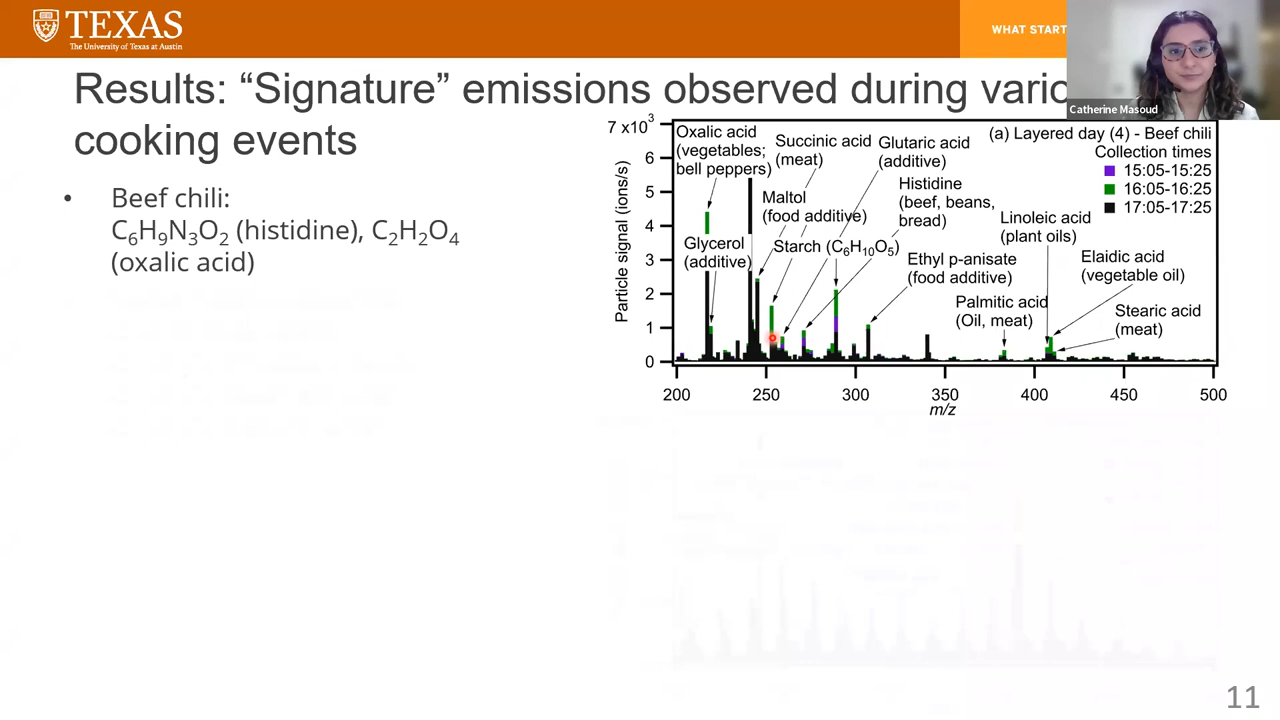 TEXAS
The University of Texas at Austin
WHAT START
Catherine Masoud
Results: “Signature” emissions observed during vario
cooking events
• Beef chili:
C₆H₉N₃O₂ (histidine), C₂H₂O₄
(oxalic acid)
(a) Layered day (4) - Beef chili
Collection times
15:05-15:25
16:05-16:25
17:05-17:25
Oxalic acid
(vegetables;
bell peppers)
Succinic acid
(meat)
Glutaric acid
(additive)
Maltol
(food additive)
Histidine
(beef, beans,
bread)
Glycerol
(additive)
Starch (C₆H₁₀O₅)
Linoleic acid
(plant oils)
Ethyl p-anisate
(food additive)
Elaidic acid
(vegetable oil)
Palmitic acid
(Oil, meat)
Stearic acid
(meat)
Particle signal (ions/s)
7 x10³
6
5
4
3
2
1
0
200 250 300 350 400 450 500
m/z
11